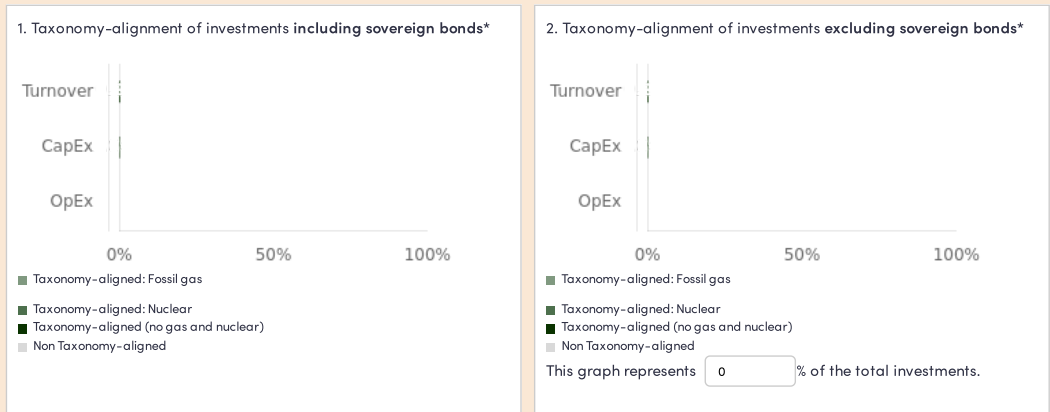 1. Taxonomy-alignment of investments including sovereign bonds*
Turnover
CapEx
OpEx
0% 50% 100%
Taxonomy-aligned: Fossil gas
Taxonomy-aligned: Nuclear
Taxonomy-aligned (no gas and nuclear)
Non Taxonomy-aligned
2. Taxonomy-alignment of investments excluding sovereign bonds*
Turnover
CapEx
OpEx
0% 50% 100%
Taxonomy-aligned: Fossil gas
Taxonomy-aligned: Nuclear
Taxonomy-aligned (no gas and nuclear)
Non Taxonomy-aligned
This graph represents 0 % of the total investments.